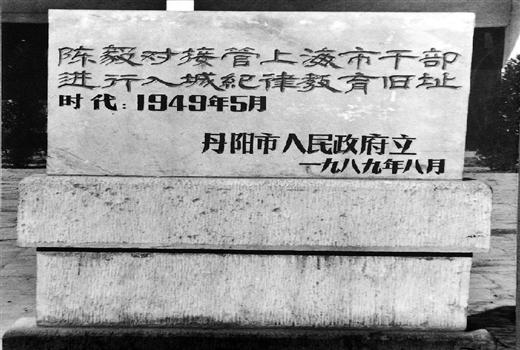 陈毅对接管上海市干部
进行入城纪律教育旧址
时代:1949年5月
丹阳市人民政府立
一九八九年八月